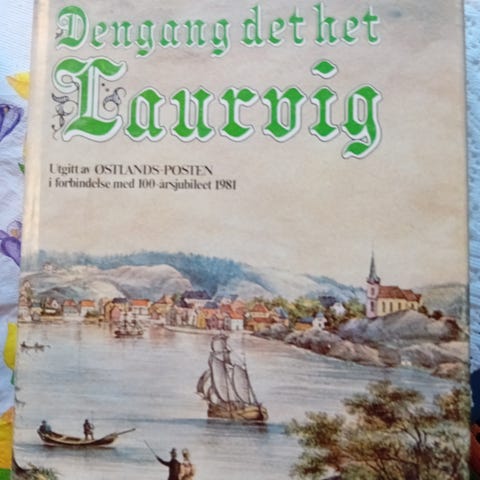 Dengang det het
Laurvig
Utgitt av ØSTLANDS-POSTEN
i forbindelse med 100-årsjubileet 1981